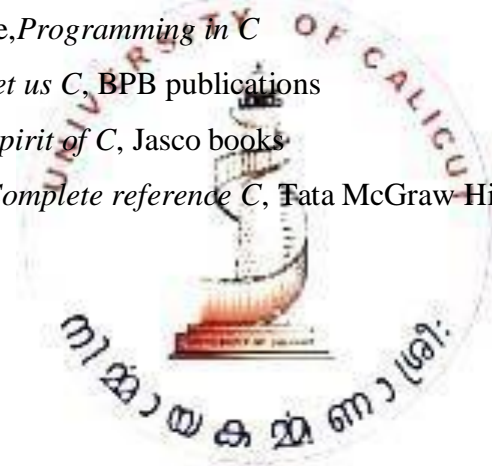 e,Programming in C
et us C, BPB publications
pirit of C, Jasco books
Complete reference C, Tata McGraw Hi
UNIVERSITY OF CALICUT
നിർമ്മായ കർമ്മണാ ശ്രീ: